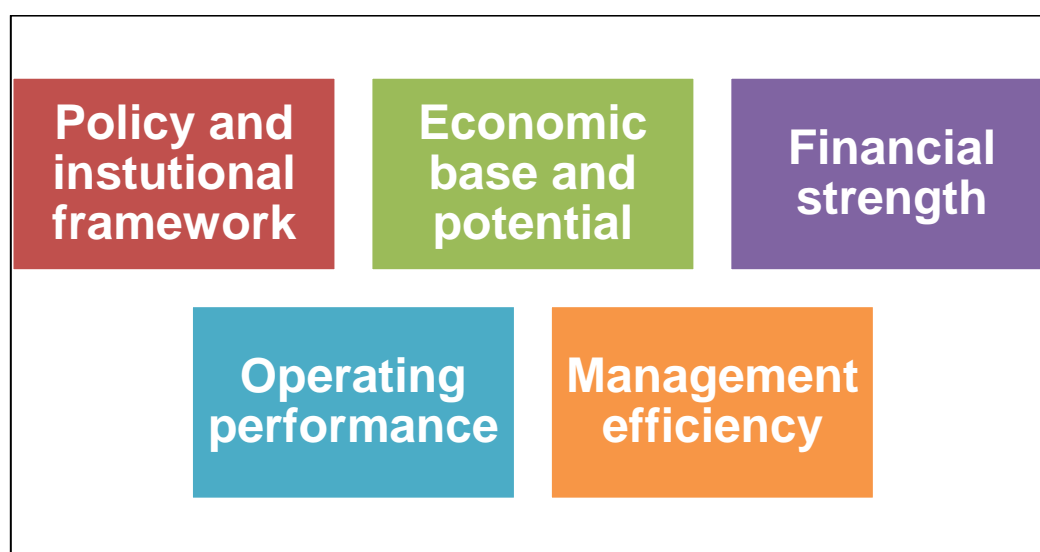 Policy and
instutional
framework
Economic
base and
potential
Financial
strength
Operating
performance
Management
efficiency